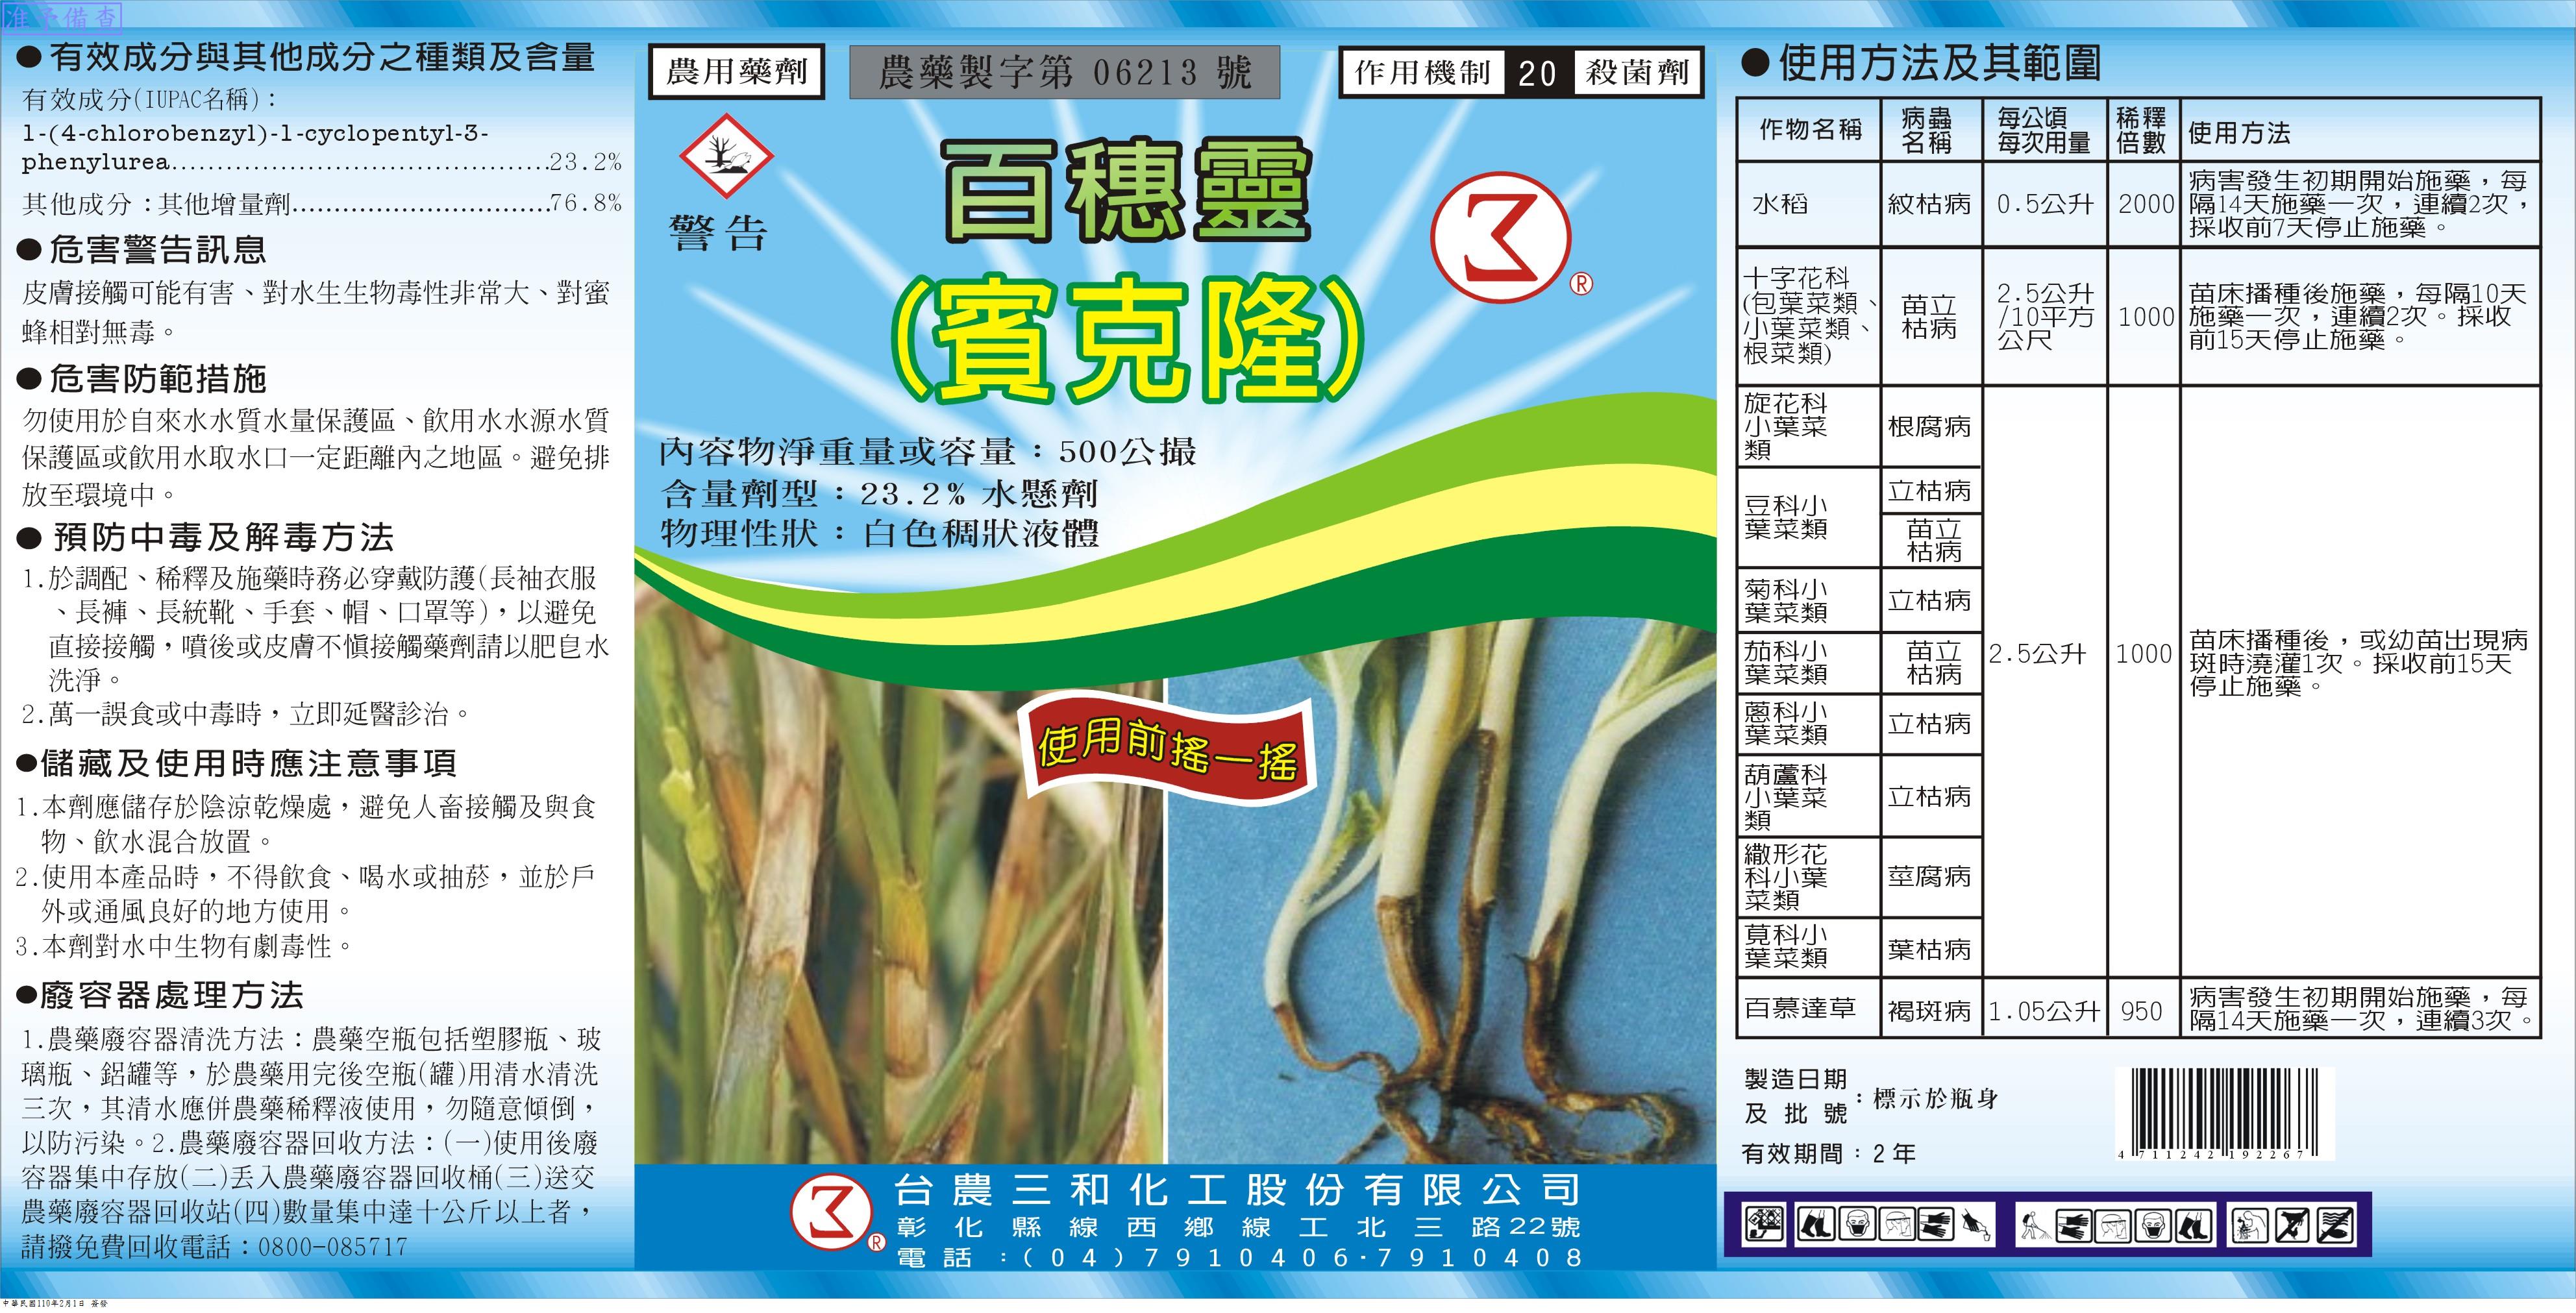 准予備查
●有效成分與其他成分之種類及含量
有效成分(IUPAC名稱)：
1-(4-chlorobenzyl)-1-cyclopentyl-3-
phenylurea..........................................23.2%
其他成分：其他增量劑..............................76.8%
●危害警告訊息
皮膚接觸可能有害、對水生生物毒性非常大、對蜜
蜂相對無毒。
●危害防範措施
勿使用於自來水水質水量保護區、飲用水水源水質
保護區或飲用水取水口一定距離內之地區。避免排
放至環境中。
●預防中毒及解毒方法
1.於調配、稀釋及施藥時務必穿戴防護(長袖衣服
、長褲、長統靴、手套、帽、口罩等)，以避免
直接接觸，噴後或皮膚不慎接觸藥劑請以肥皂水
洗淨。
2.萬一誤食或中毒時，立即延醫診治。
●儲藏及使用時應注意事項
1.本劑應儲存於陰涼乾燥處，避免人畜接觸及與食
物、飲水混合放置。
2.使用本產品時，不得飲食、喝水或抽菸，並於戶
外或通風良好的地方使用。
3.本劑對水中生物有劇毒性。
●廢容器處理方法
1.農藥廢容器清洗方法：農藥空瓶包括塑膠瓶、玻
璃瓶、鋁罐等，於農藥用完後空瓶(罐)用清水清洗
三次，其清水應併農藥稀釋液使用，勿隨意傾倒，
以防污染。2.農藥廢容器回收方法：(一)使用後廢
容器集中存放(二)丟入農藥廢容器回收桶(三)送交
農藥廢容器回收站(四)數量集中達十公斤以上者，
請撥免費回收電話：0800-085717
農用藥劑
農藥製字第 06213 號
作用機制 20 殺菌劑
警告
百穗靈
(賓克隆)
®
內容物淨重量或容量：500公撮
含量劑型：23.2% 水懸劑
物理性狀：白色稠狀液體
使用前搖一搖
®
台農三和化工股份有限公司
彰化縣線西鄉線工北三路22號
電話：(04)7910406·7910408
●使用方法及其範圍
作物名稱 病蟲名稱 每公頃每次用量 稀釋倍數 使用方法
水稻 紋枯病 0.5公升 2000 病害發生初期開始施藥，每
隔14天施藥一次，連續2次，
採收前7天停止施藥。
十字花科
(包葉菜類、
小葉菜類、
根菜類)
苗立
枯病
2.5公升
/10平方
公尺
1000
苗床播種後施藥，每隔10天
施藥一次，連續2次。採收
前15天停止施藥。
旋花科
小葉菜
類
根腐病
豆科小
葉菜類
立枯病
苗立
枯病
菊科小
葉菜類
立枯病
茄科小
葉菜類
苗立
枯病
2.5公升
1000
苗床播種後，或幼苗出現病
斑時澆灌1次。採收前15天
停止施藥。
蔥科小
葉菜類
立枯病
葫蘆科
小葉菜
類
立枯病
繖形花
科小葉
菜類
莖腐病
莧科小
葉菜類
葉枯病
百慕達草 褐斑病 1.05公升 950 病害發生初期開始施藥，每
隔14天施藥一次，連續3次。
製造日期
及 批 號
：標示於瓶身
有效期間：2年
4 711242 192267
中華民國110年2月1日 簽發